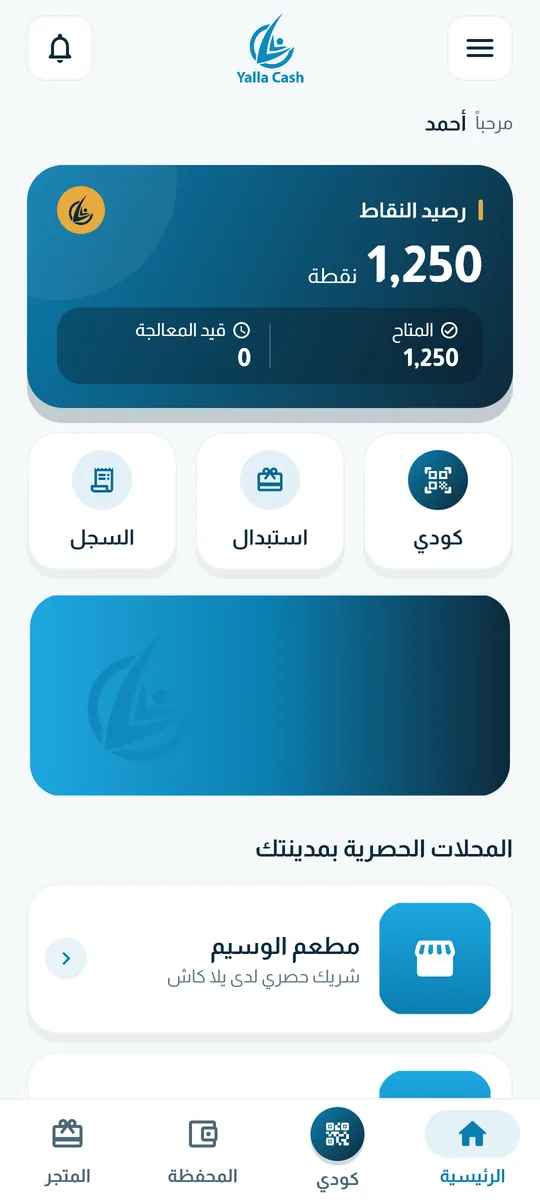 Yalla Cash
مرحباً أحمد
رصيد النقاط
1,250 نقطة
المتاح
1,250
قيد المعالجة
0
كودي
استبدال
السجل
المحلات الحصرية بمدينتك
مطعم الوسيم
شريك حصري لدى يلا كاش
الرئيسية
كودي
المحفظة
المتجر